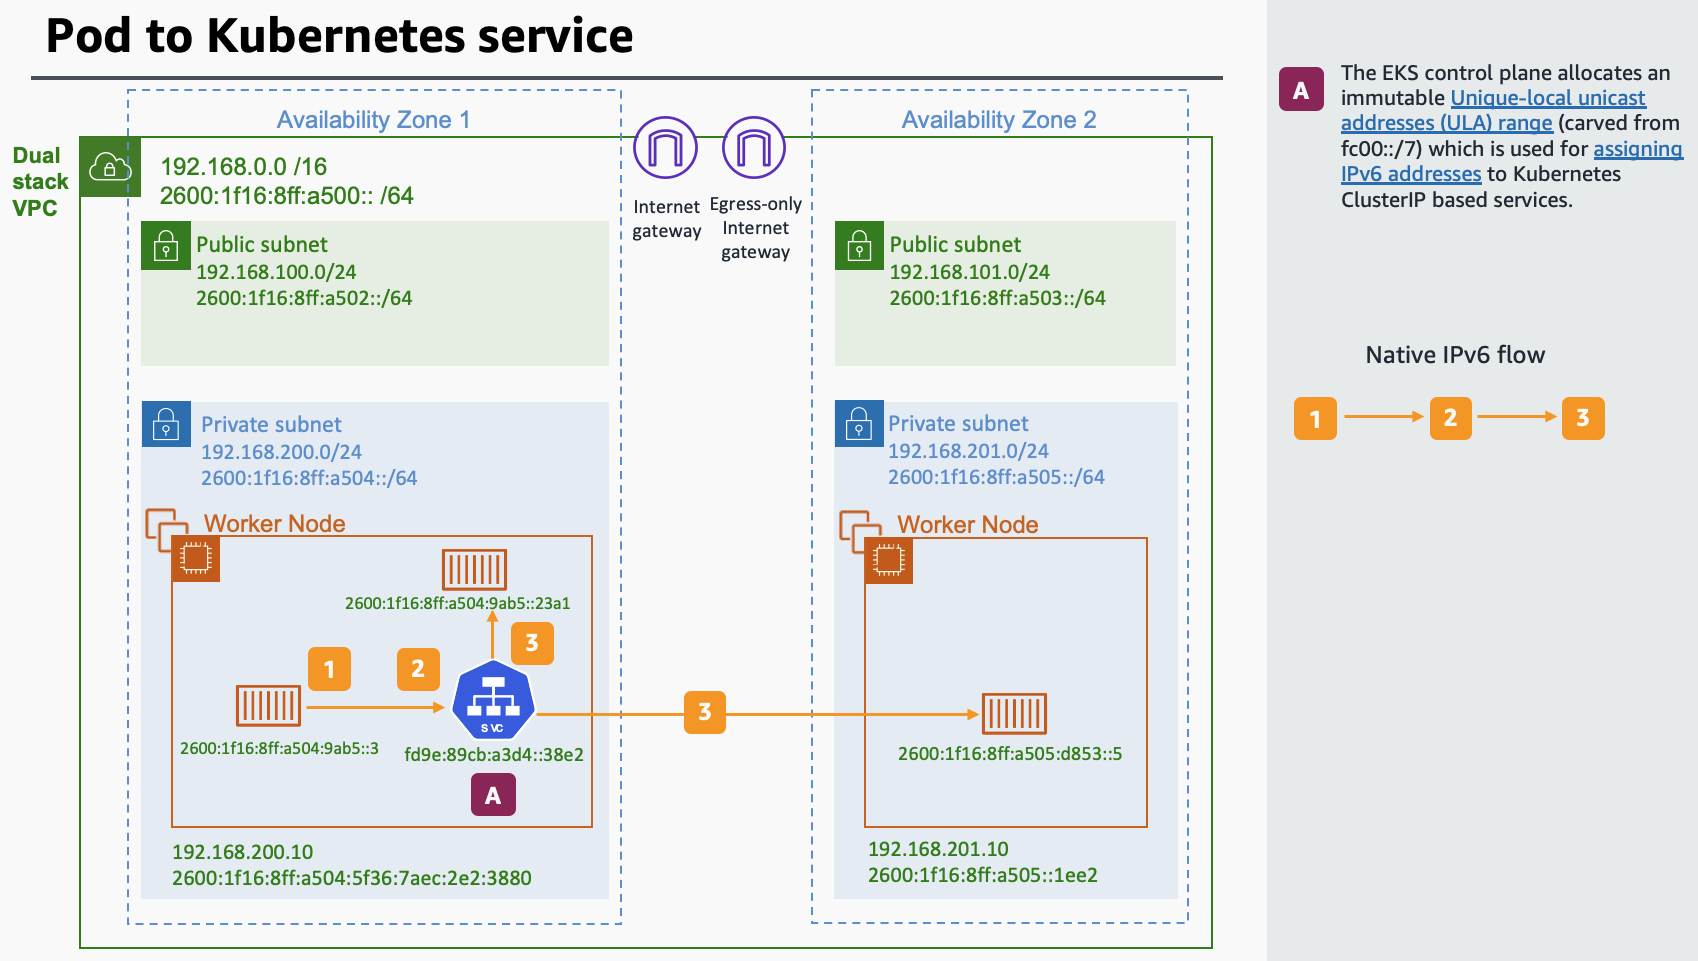 Pod to Kubernetes service
Availability Zone 1
Availability Zone 2
Dual
stack
VPC
192.168.0.0 /16
2600:1f16:8ff:a500:: /64
Internet
gateway
Egress-only
Internet
gateway
Public subnet
192.168.100.0/24
2600:1f16:8ff:a502::/64
Public subnet
192.168.101.0/24
2600:1f16:8ff:a503::/64
Private subnet
192.168.200.0/24
2600:1f16:8ff:a504::/64
Private subnet
192.168.201.0/24
2600:1f16:8ff:a505::/64
Worker Node
2600:1f16:8ff:a504:9ab5::23a1
3
1
2
SVC
2600:1f16:8ff:a504:9ab5::3
fd9e:89cb:a3d4::38e2
A
192.168.200.10
2600:1f16:8ff:a504:5f36:7aec:2e2:3880
3
Worker Node
2600:1f16:8ff:a505:d853::5
192.168.201.10
2600:1f16:8ff:a505::1ee2
A
The EKS control plane allocates an
immutable Unique-local unicast
addresses (ULA) range (carved from
fc00::/7) which is used for assigning
IPv6 addresses to Kubernetes
ClusterIP based services.
Native IPv6 flow
1 2 3